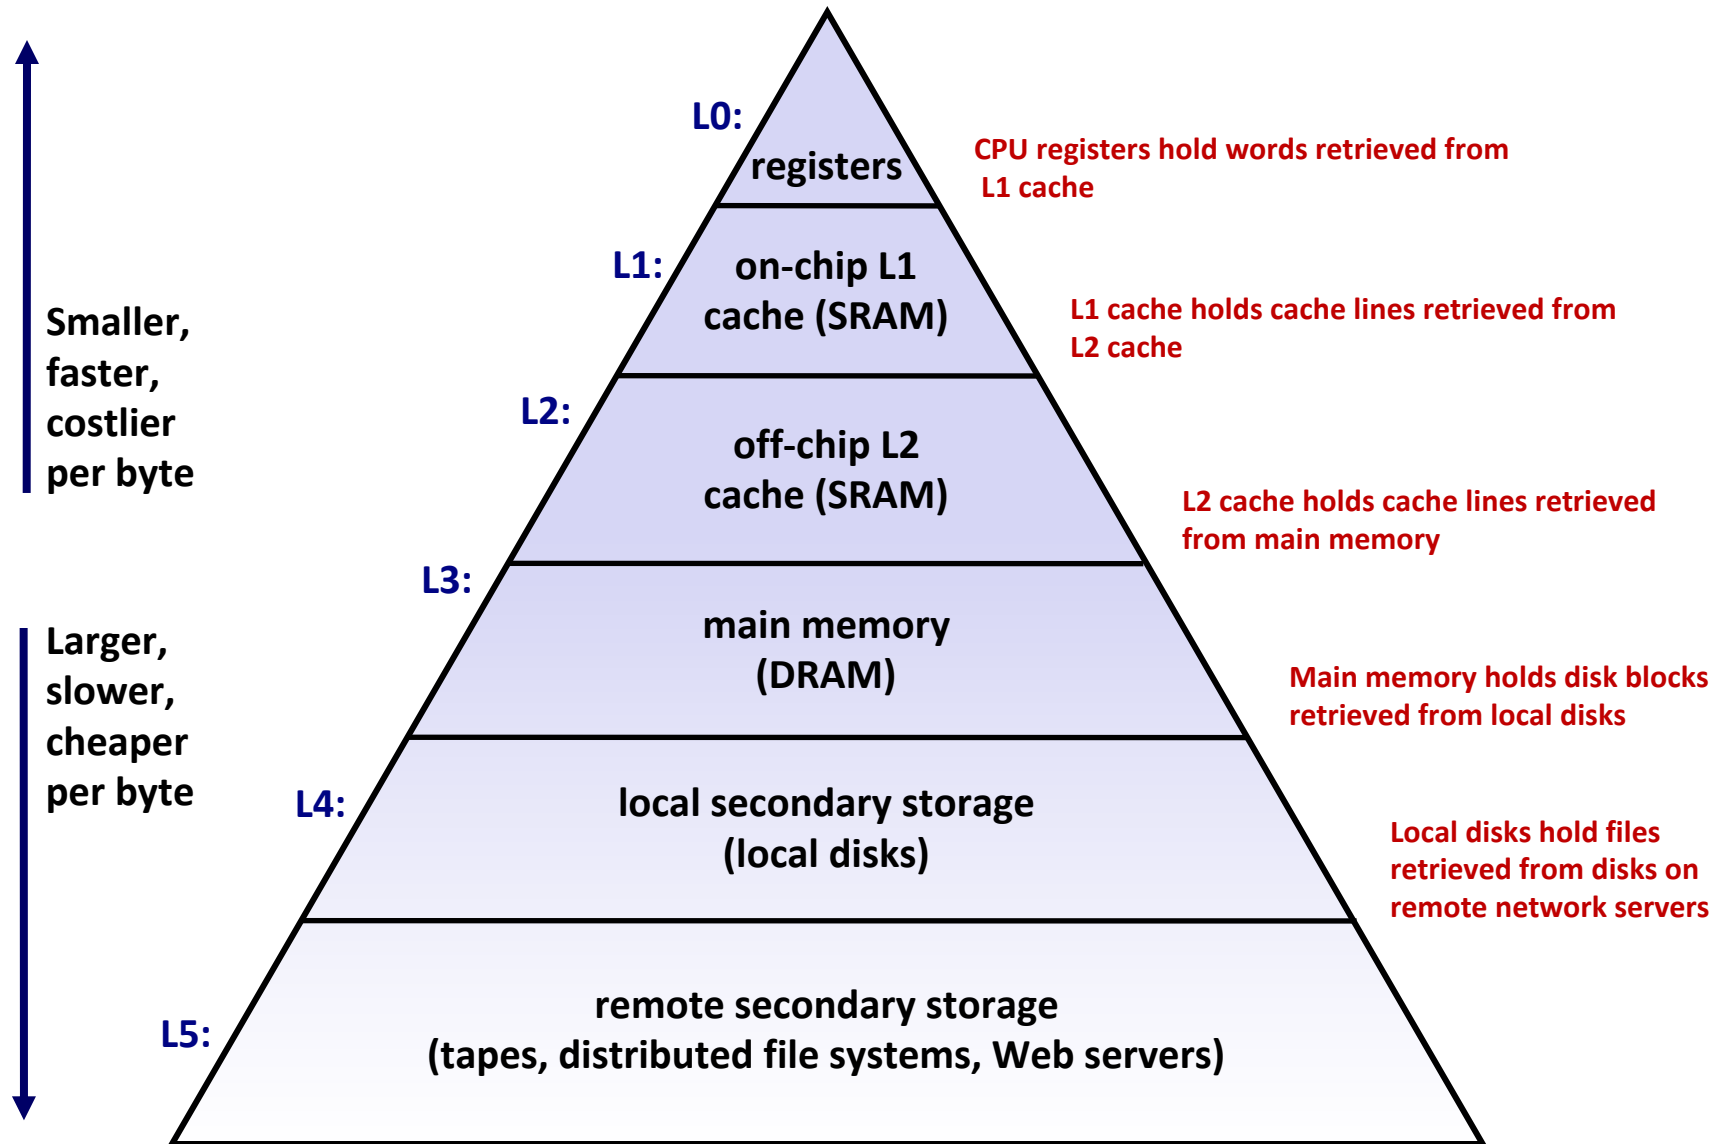 L0:
registers
CPU registers hold words retrieved from
L1 cache
L1:
on-chip L1
cache (SRAM)
L1 cache holds cache lines retrieved from
L2 cache
Smaller,
faster,
costlier
per byte
L2:
off-chip L2
cache (SRAM)
L2 cache holds cache lines retrieved
from main memory
L3:
main memory
(DRAM)
Larger,
slower,
cheaper
per byte
Main memory holds disk blocks
retrieved from local disks
L4:
local secondary storage
(local disks)
Local disks hold files
retrieved from disks on
remote network servers
L5:
remote secondary storage
(tapes, distributed file systems, Web servers)